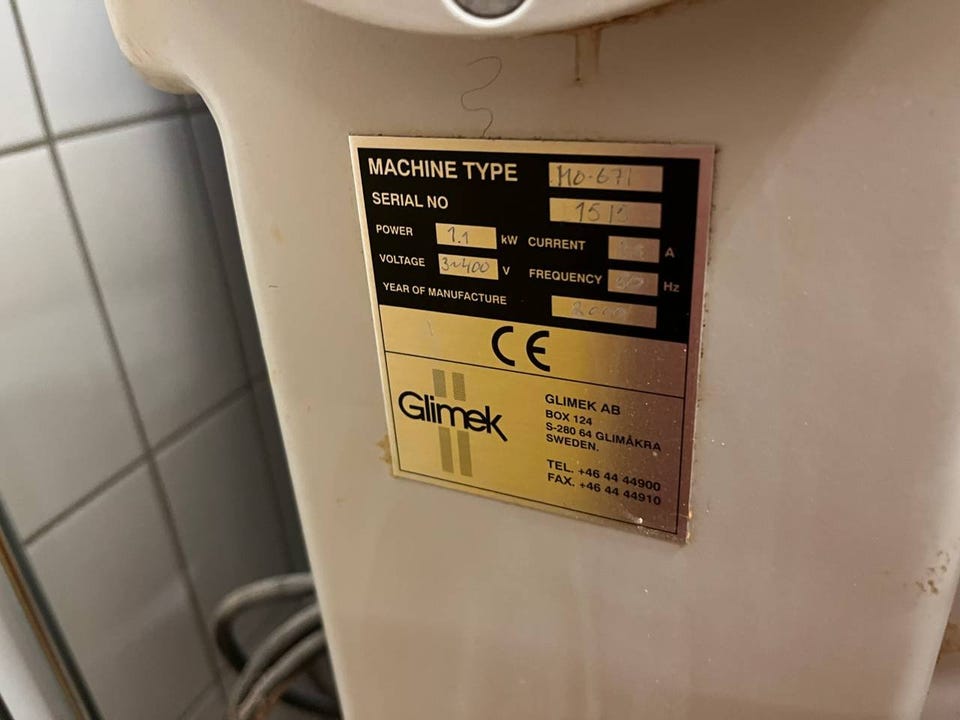 MACHINE TYPE MO-671
SERIAL NO
POWER 1.1 kW CURRENT A
VOLTAGE 3~400 V FREQUENCY Hz
YEAR OF MANUFACTURE
CE
Glimek
GLIMEK AB
BOX 124
S-280 64 GLIMÅKRA
SWEDEN.
TEL. +46 44 44900
FAX. +46 44 44910